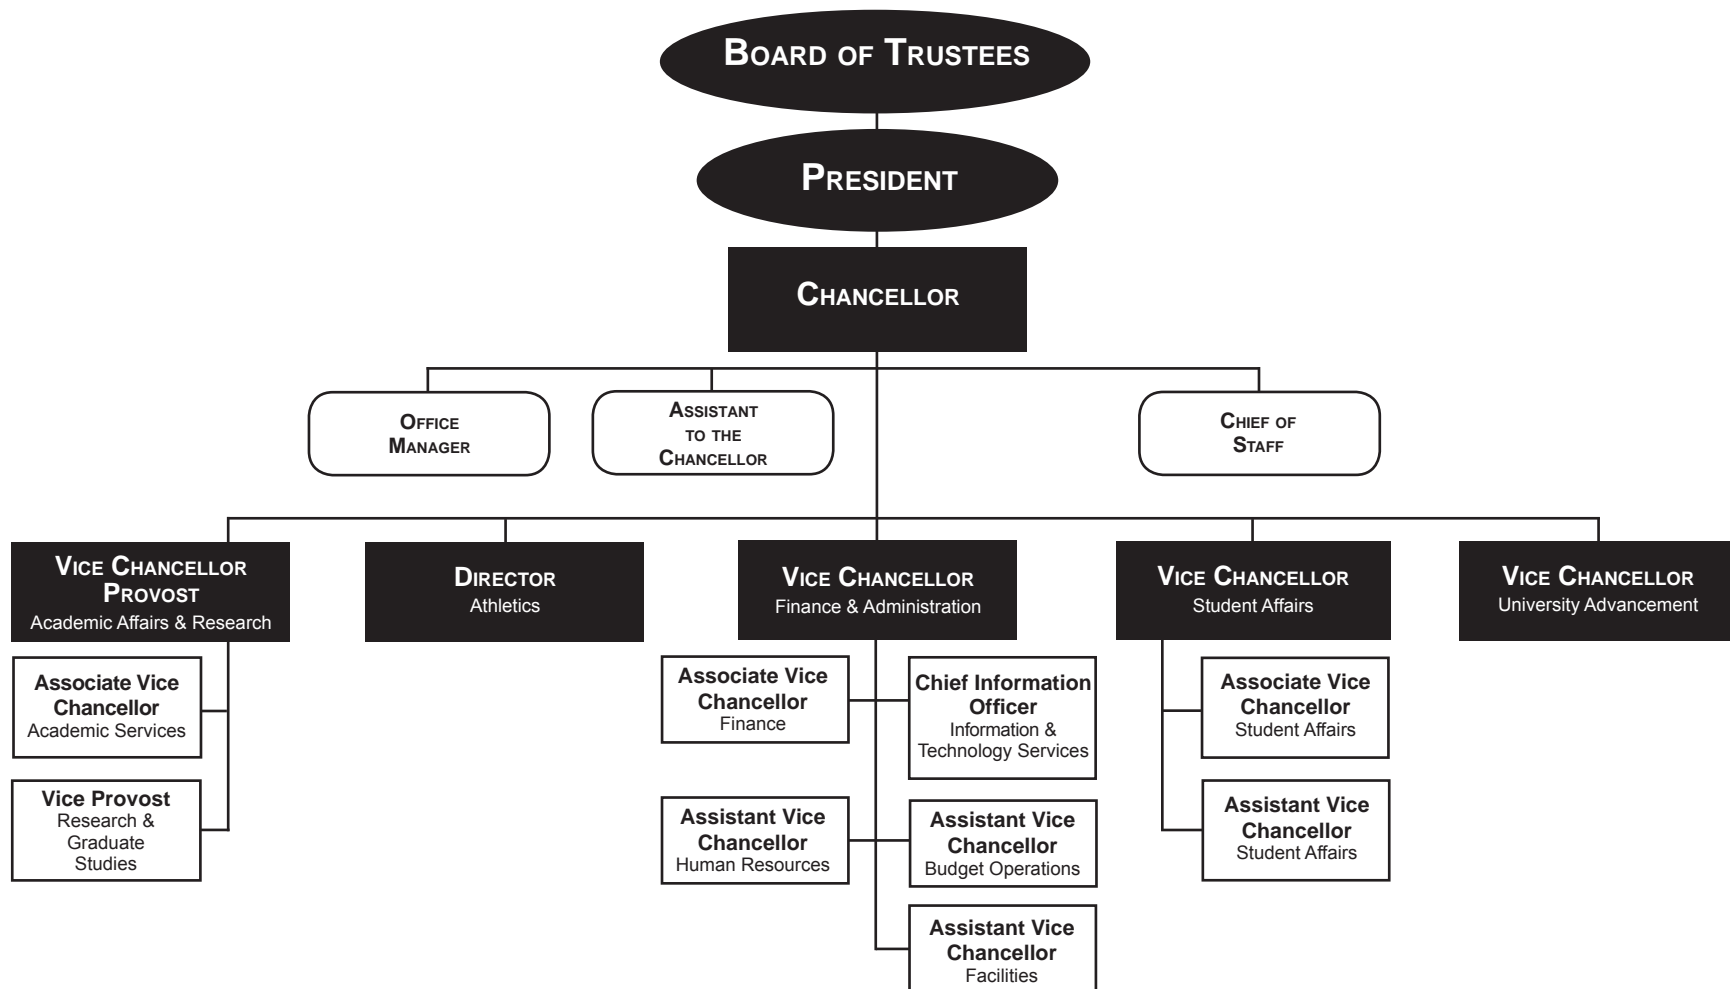 BOARD OF TRUSTEES
PRESIDENT
CHANCELLOR
OFFICE
MANAGER
ASSISTANT
TO THE
CHANCELLOR
CHIEF OF
STAFF
VICE CHANCELLOR
PROVOST
Academic Affairs & Research
DIRECTOR
Athletics
VICE CHANCELLOR
Finance & Administration
VICE CHANCELLOR
Student Affairs
VICE CHANCELLOR
University Advancement
Associate Vice
Chancellor
Academic Services
Vice Provost
Research &
Graduate
Studies
Associate Vice
Chancellor
Finance
Chief Information
Officer
Information &
Technology Services
Assistant Vice
Chancellor
Human Resources
Assistant Vice
Chancellor
Budget Operations
Assistant Vice
Chancellor
Facilities
Associate Vice
Chancellor
Student Affairs
Assistant Vice
Chancellor
Student Affairs